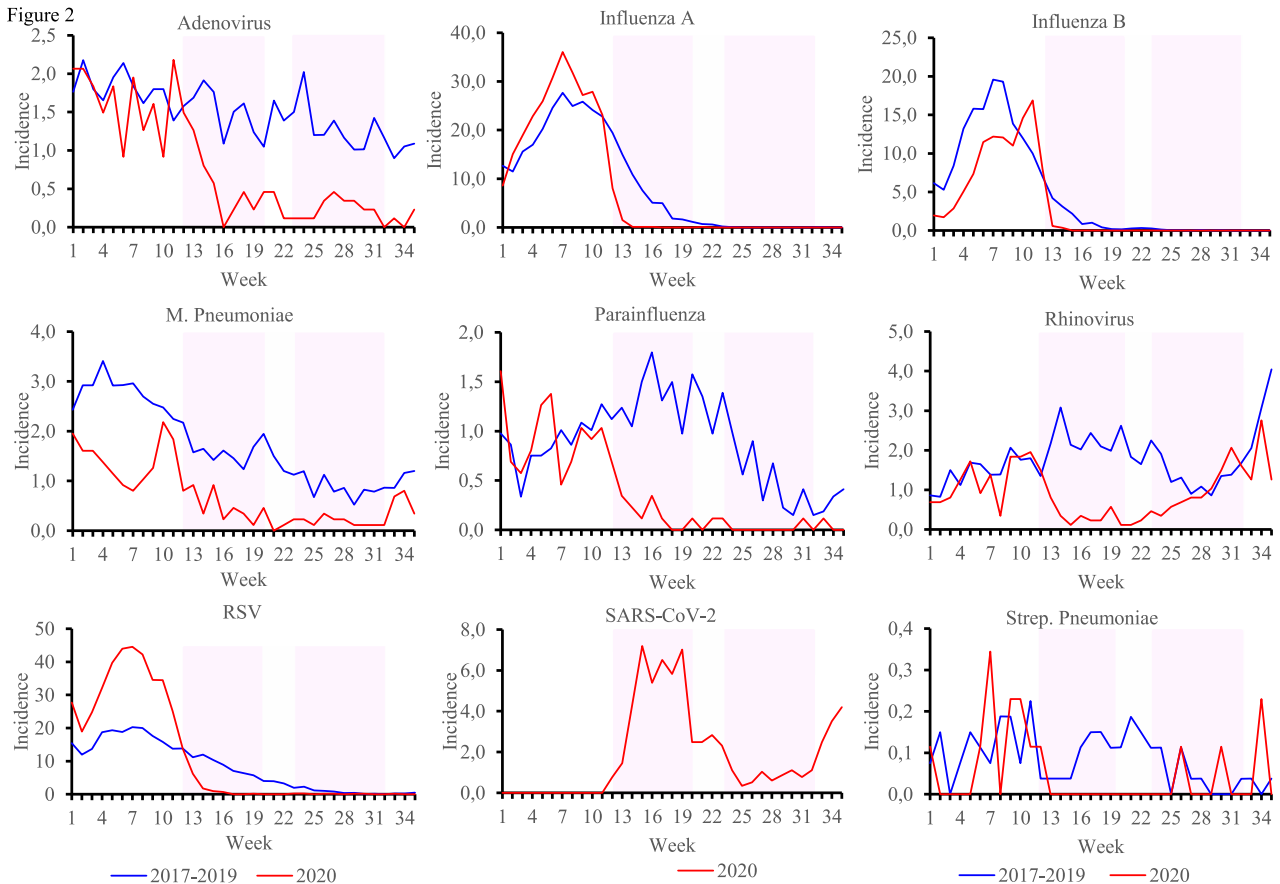 Figure 2
Adenovirus
Influenza A
Influenza B
2,5
2,0
1,5
1,0
0,5
0,0
Incidence
1 4 7 10 13 16 19 22 25 28 31 34
Week
40,0
30,0
20,0
10,0
0,0
Incidence
1 4 7 10 13 16 19 22 25 28 31 34
Week
25,0
20,0
15,0
10,0
5,0
0,0
Incidence
1 4 7 10 13 16 19 22 25 28 31 34
Week
M. Pneumoniae
Parainfluenza
Rhinovirus
4,0
3,0
2,0
1,0
0,0
Incidence
1 4 7 10 13 16 19 22 25 28 31 34
Week
2,0
1,5
1,0
0,5
0,0
Incidence
1 4 7 10 13 16 19 22 25 28 31 34
Week
5,0
4,0
3,0
2,0
1,0
0,0
Incidence
1 4 7 10 13 16 19 22 25 28 31 34
Week
RSV
SARS-CoV-2
Strep. Pneumoniae
50
40
30
20
10
0
Incidence
1 4 7 10 13 16 19 22 25 28 31 34
Week
8,0
6,0
4,0
2,0
0,0
Incidence
1 4 7 10 13 16 19 22 25 28 31 34
Week
0,4
0,3
0,2
0,1
0,0
Incidence
1 4 7 10 13 16 19 22 25 28 31 34
Week
2017-2019 2020
2020
2017-2019 2020